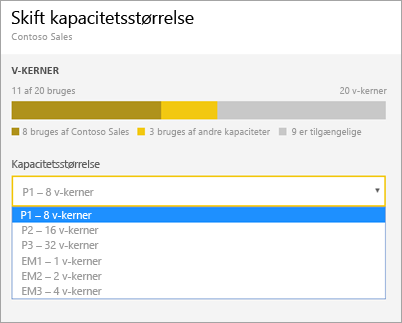 Skift kapacitetsstørrelse
Contoso Sales
V-KERNER
11 af 20 bruges 20 v-kerner
8 bruges af Contoso Sales 3 bruges af andre kapaciteter 9 er tilgængelige
Kapacitetsstørrelse
P1 – 8 v-kerner
P1 – 8 v-kerner
P2 – 16 v-kerner
P3 – 32 v-kerner
EM1 – 1 v-kerner
EM2 – 2 v-kerner
EM3 – 4 v-kerner